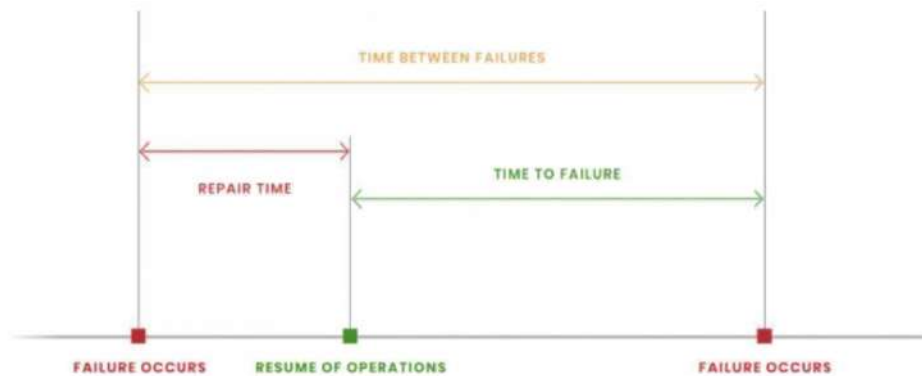 TIME BETWEEN FAILURES
REPAIR TIME
TIME TO FAILURE
FAILURE OCCURS
RESUME OF OPERATIONS
FAILURE OCCURS